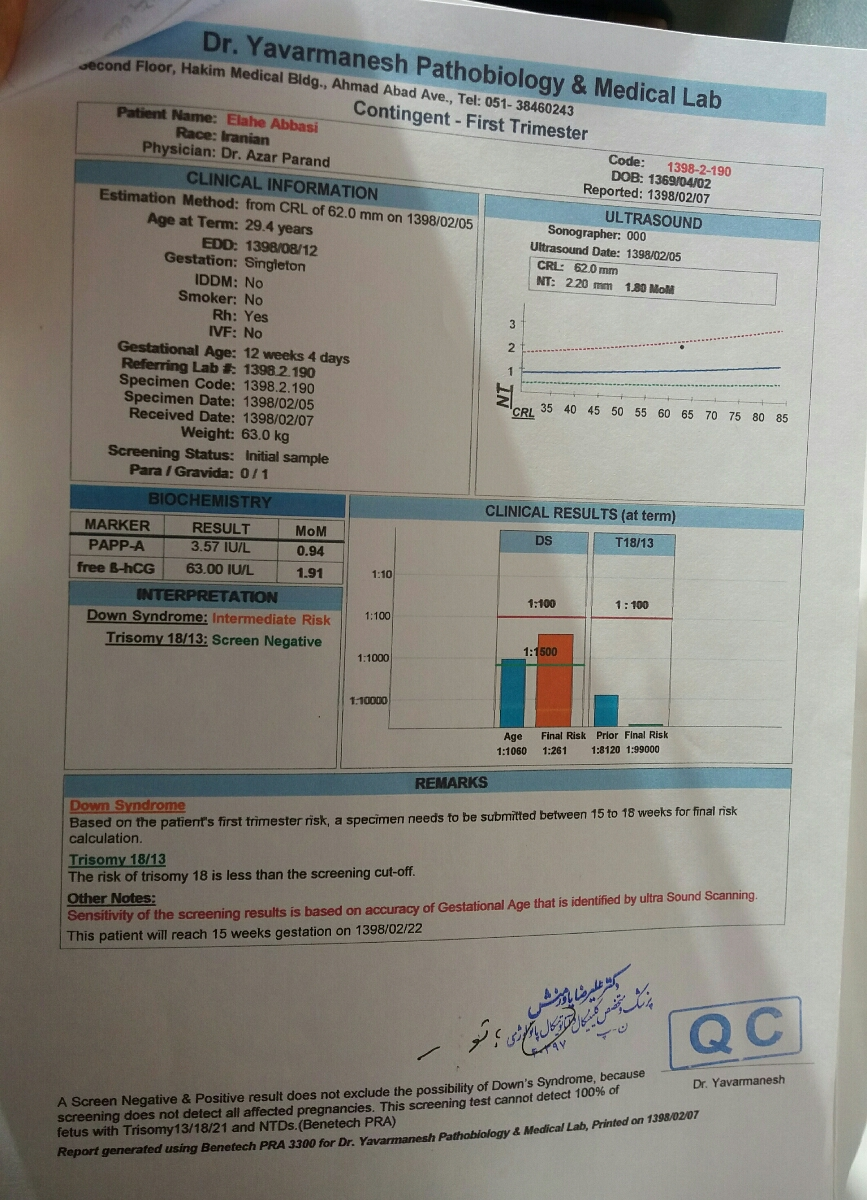 Dr. Yavarmanesh Pathobiology & Medical Lab
Second Floor, Hakim Medical Bldg., Ahmad Abad Ave., Tel: 051- 38460243
Contingent - First Trimester
Patient Name: Elahe Abbasi
Race: Iranian
Physician: Dr. Azar Parand
Code: 1398-2-190
DOB: 1369/04/02
Reported: 1398/02/07
CLINICAL INFORMATION
Estimation Method: from CRL of 62.0 mm on 1398/02/05
Age at Term: 29.4 years
EDD: 1398/08/12
Gestation: Singleton
IDDM: No
Smoker: No
Rh: Yes
IVF: No
Gestational Age: 12 weeks 4 days
Referring Lab #: 1398.2.190
Specimen Code: 1398.2.190
Specimen Date: 1398/02/05
Received Date: 1398/02/07
Weight: 63.0 kg
Screening Status: Initial sample
Para / Gravida: 0 / 1
ULTRASOUND
Sonographer: 000
Ultrasound Date: 1398/02/05
CRL: 62.0 mm
NT: 2.20 mm 1.80 MoM
3
2
1
NT
CRL 35 40 45 50 55 60 65 70 75 80 85
BIOCHEMISTRY
MARKER RESULT MoM
PAPP-A 3.57 IU/L 0.94
free ß-hCG 63.00 IU/L 1.91
INTERPRETATION
Down Syndrome: Intermediate Risk
Trisomy 18/13: Screen Negative
CLINICAL RESULTS (at term)
DS T18/13
1:10
1:100 1:100 1 : 100
1:1000 1:1500
1:10000
Age Final Risk Prior Final Risk
1:1060 1:261 1:8120 1:99000
REMARKS
Down Syndrome
Based on the patient's first trimester risk, a specimen needs to be submitted between 15 to 18 weeks for final risk
calculation.
Trisomy 18/13
The risk of trisomy 18 is less than the screening cut-off.
Other Notes:
Sensitivity of the screening results is based on accuracy of Gestational Age that is identified by ultra Sound Scanning.
This patient will reach 15 weeks gestation on 1398/02/22
دکتر علیرضا یاورمنش
QC
Dr. Yavarmanesh
A Screen Negative & Positive result does not exclude the possibility of Down's Syndrome, because
screening does not detect all affected pregnancies. This screening test cannot detect 100% of
fetus with Trisomy13/18/21 and NTDs.(Benetech PRA)
Report generated using Benetech PRA 3300 for Dr. Yavarmanesh Pathobiology & Medical Lab, Printed on 1398/02/07